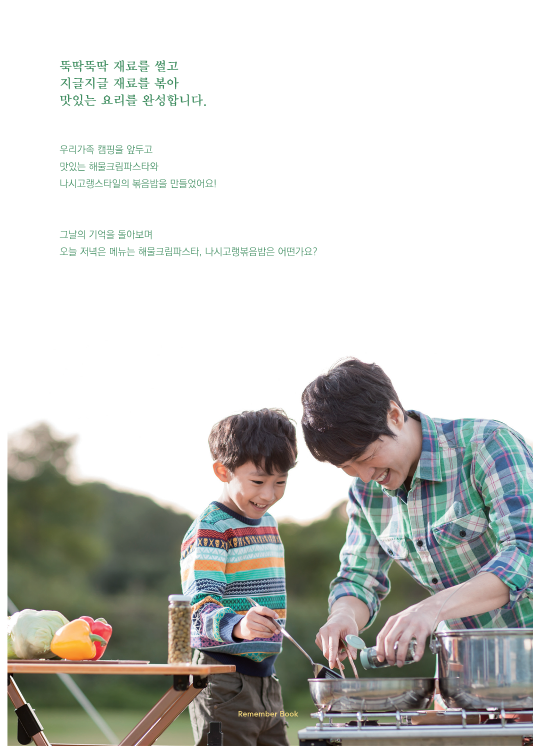 뚝딱뚝딱 재료를 썰고
지글지글 재료를 볶아
맛있는 요리를 완성합니다.
우리가족 캠핑을 앞두고
맛있는 해물크림파스타와
나시고랭스타일의 볶음밥을 만들었어요!
그날의 기억을 돌아보며
오늘 저녁은 메뉴는 해물크림파스타, 나시고랭볶음밥은 어떤가요?
Remember Book